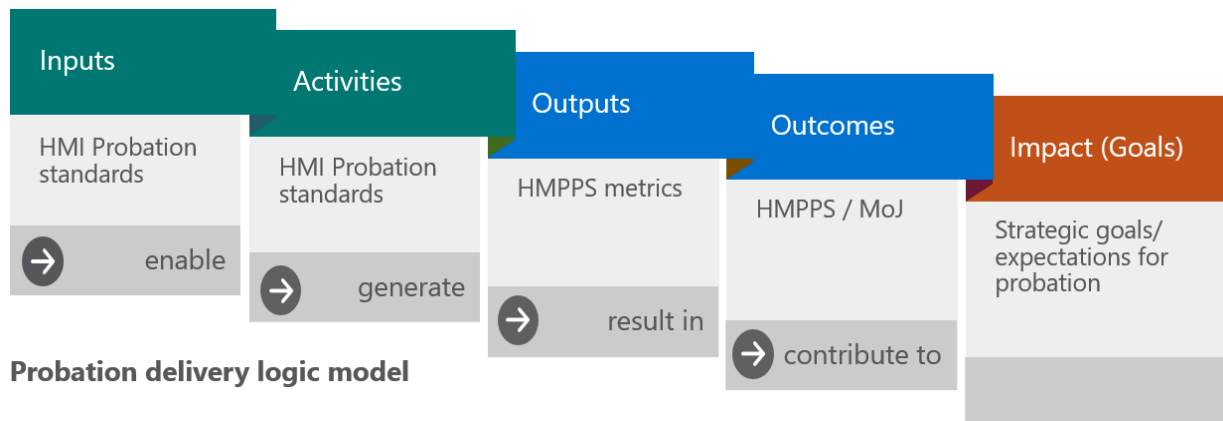 Inputs
HMI Probation
standards
enable
Activities
HMI Probation
standards
generate
Outputs
HMPPS metrics
result in
Outcomes
HMPPS / MoJ
contribute to
Impact (Goals)
Strategic goals/
expectations for
probation
Probation delivery logic model